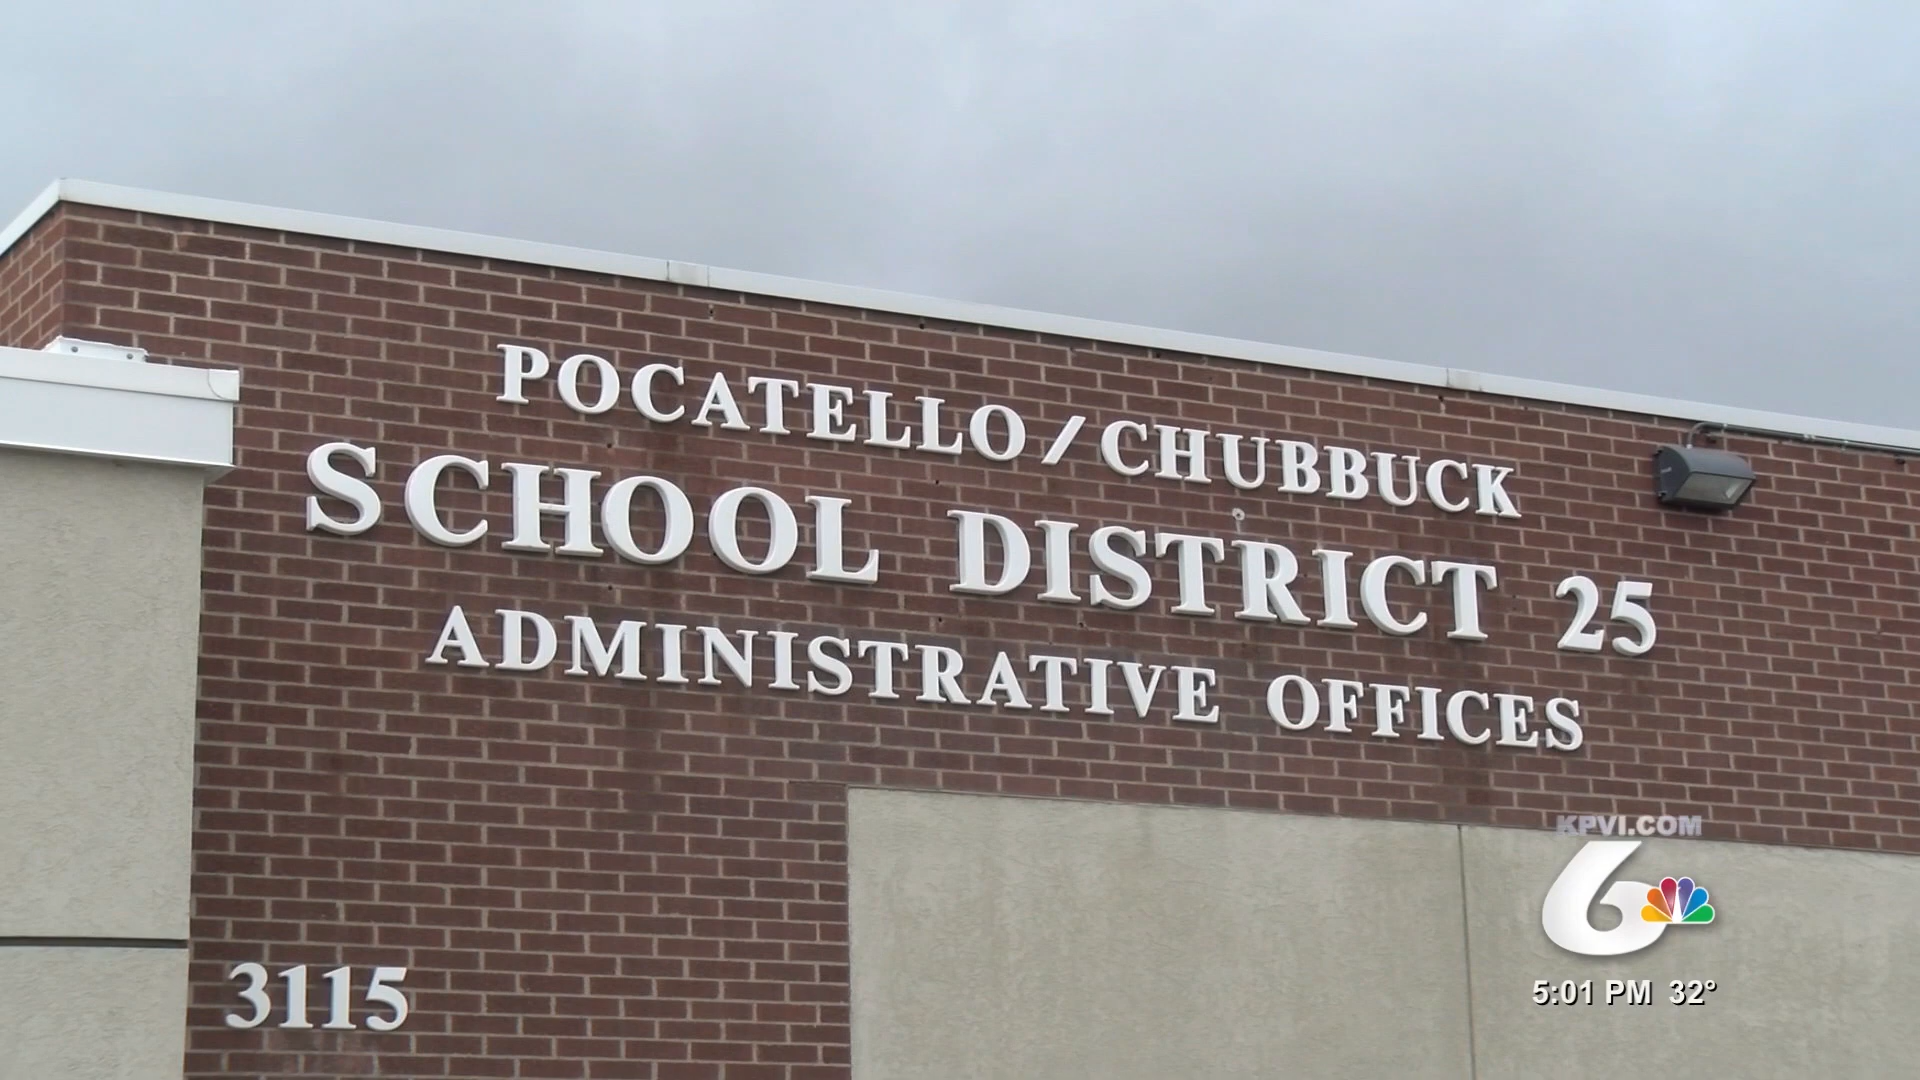 POCATELLO/CHUBBUCK
SCHOOL DISTRICT 25
ADMINISTRATIVE OFFICES
3115
KPVI.COM
6
5:01 PM 32°